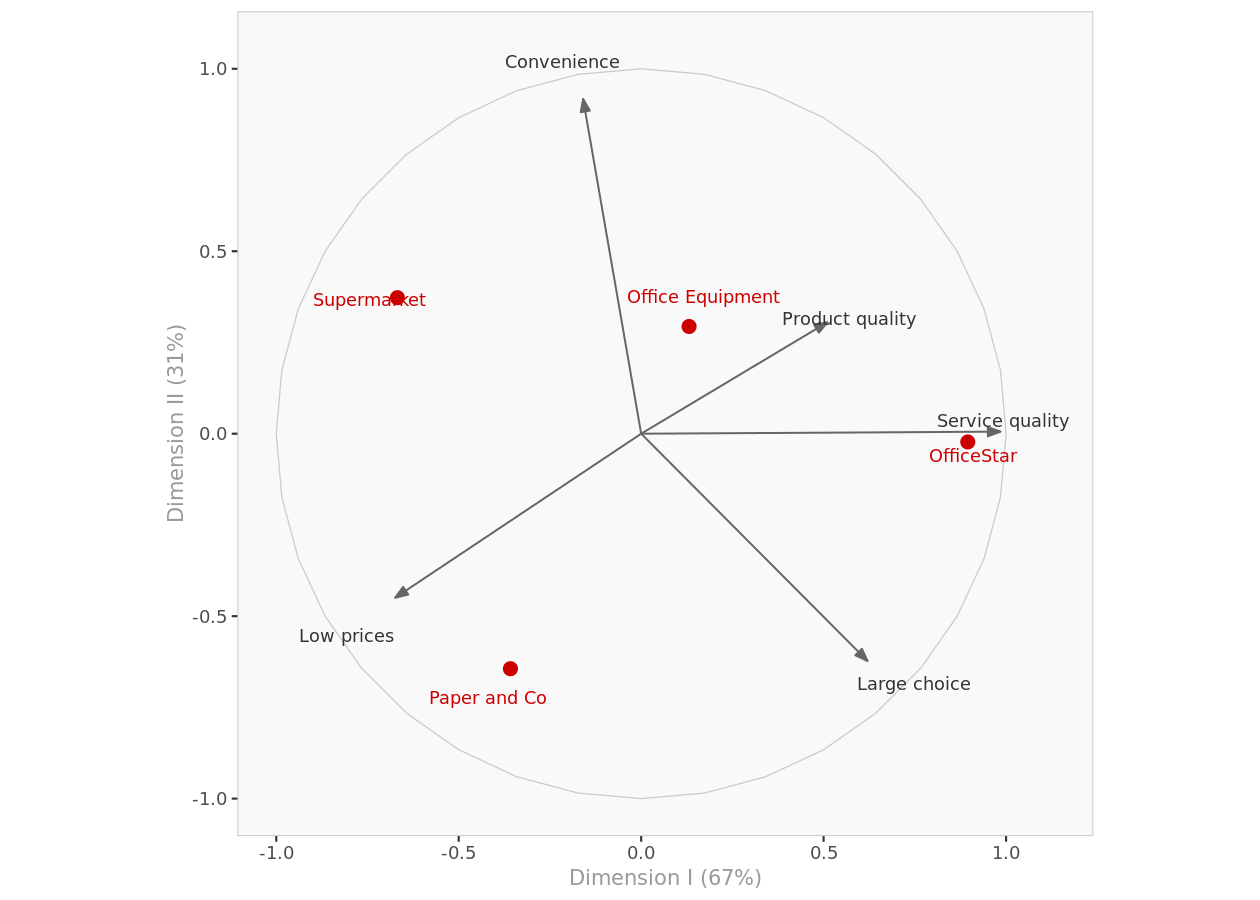 Convenience
1.0
0.5
Supermarket
Office Equipment
Product quality
Service quality
0.0
OfficeStar
Dimension II (31%)
-0.5
Low prices
Large choice
Paper and Co
-1.0
-1.0 -0.5 0.0 0.5 1.0
Dimension I (67%)